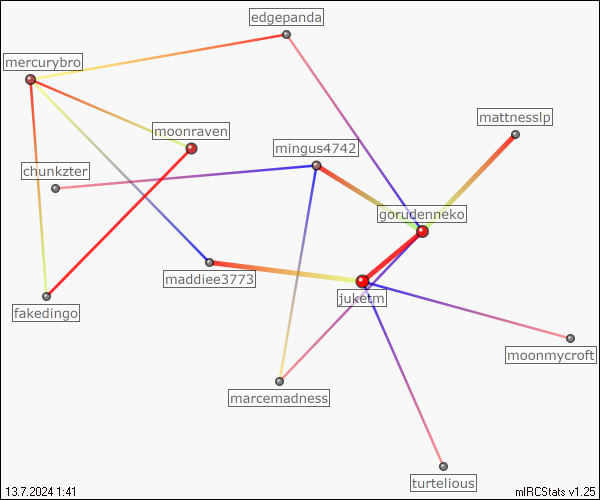 edgepanda
mercurybro
mattnesslp
moonraven
mingus4742
chunkzter
gorudenneko
maddiee3773
juketm
fakedingo
moonmycroft
marcemadness
turtelious
13.7.2024 1:41
mIRCStats v1.25